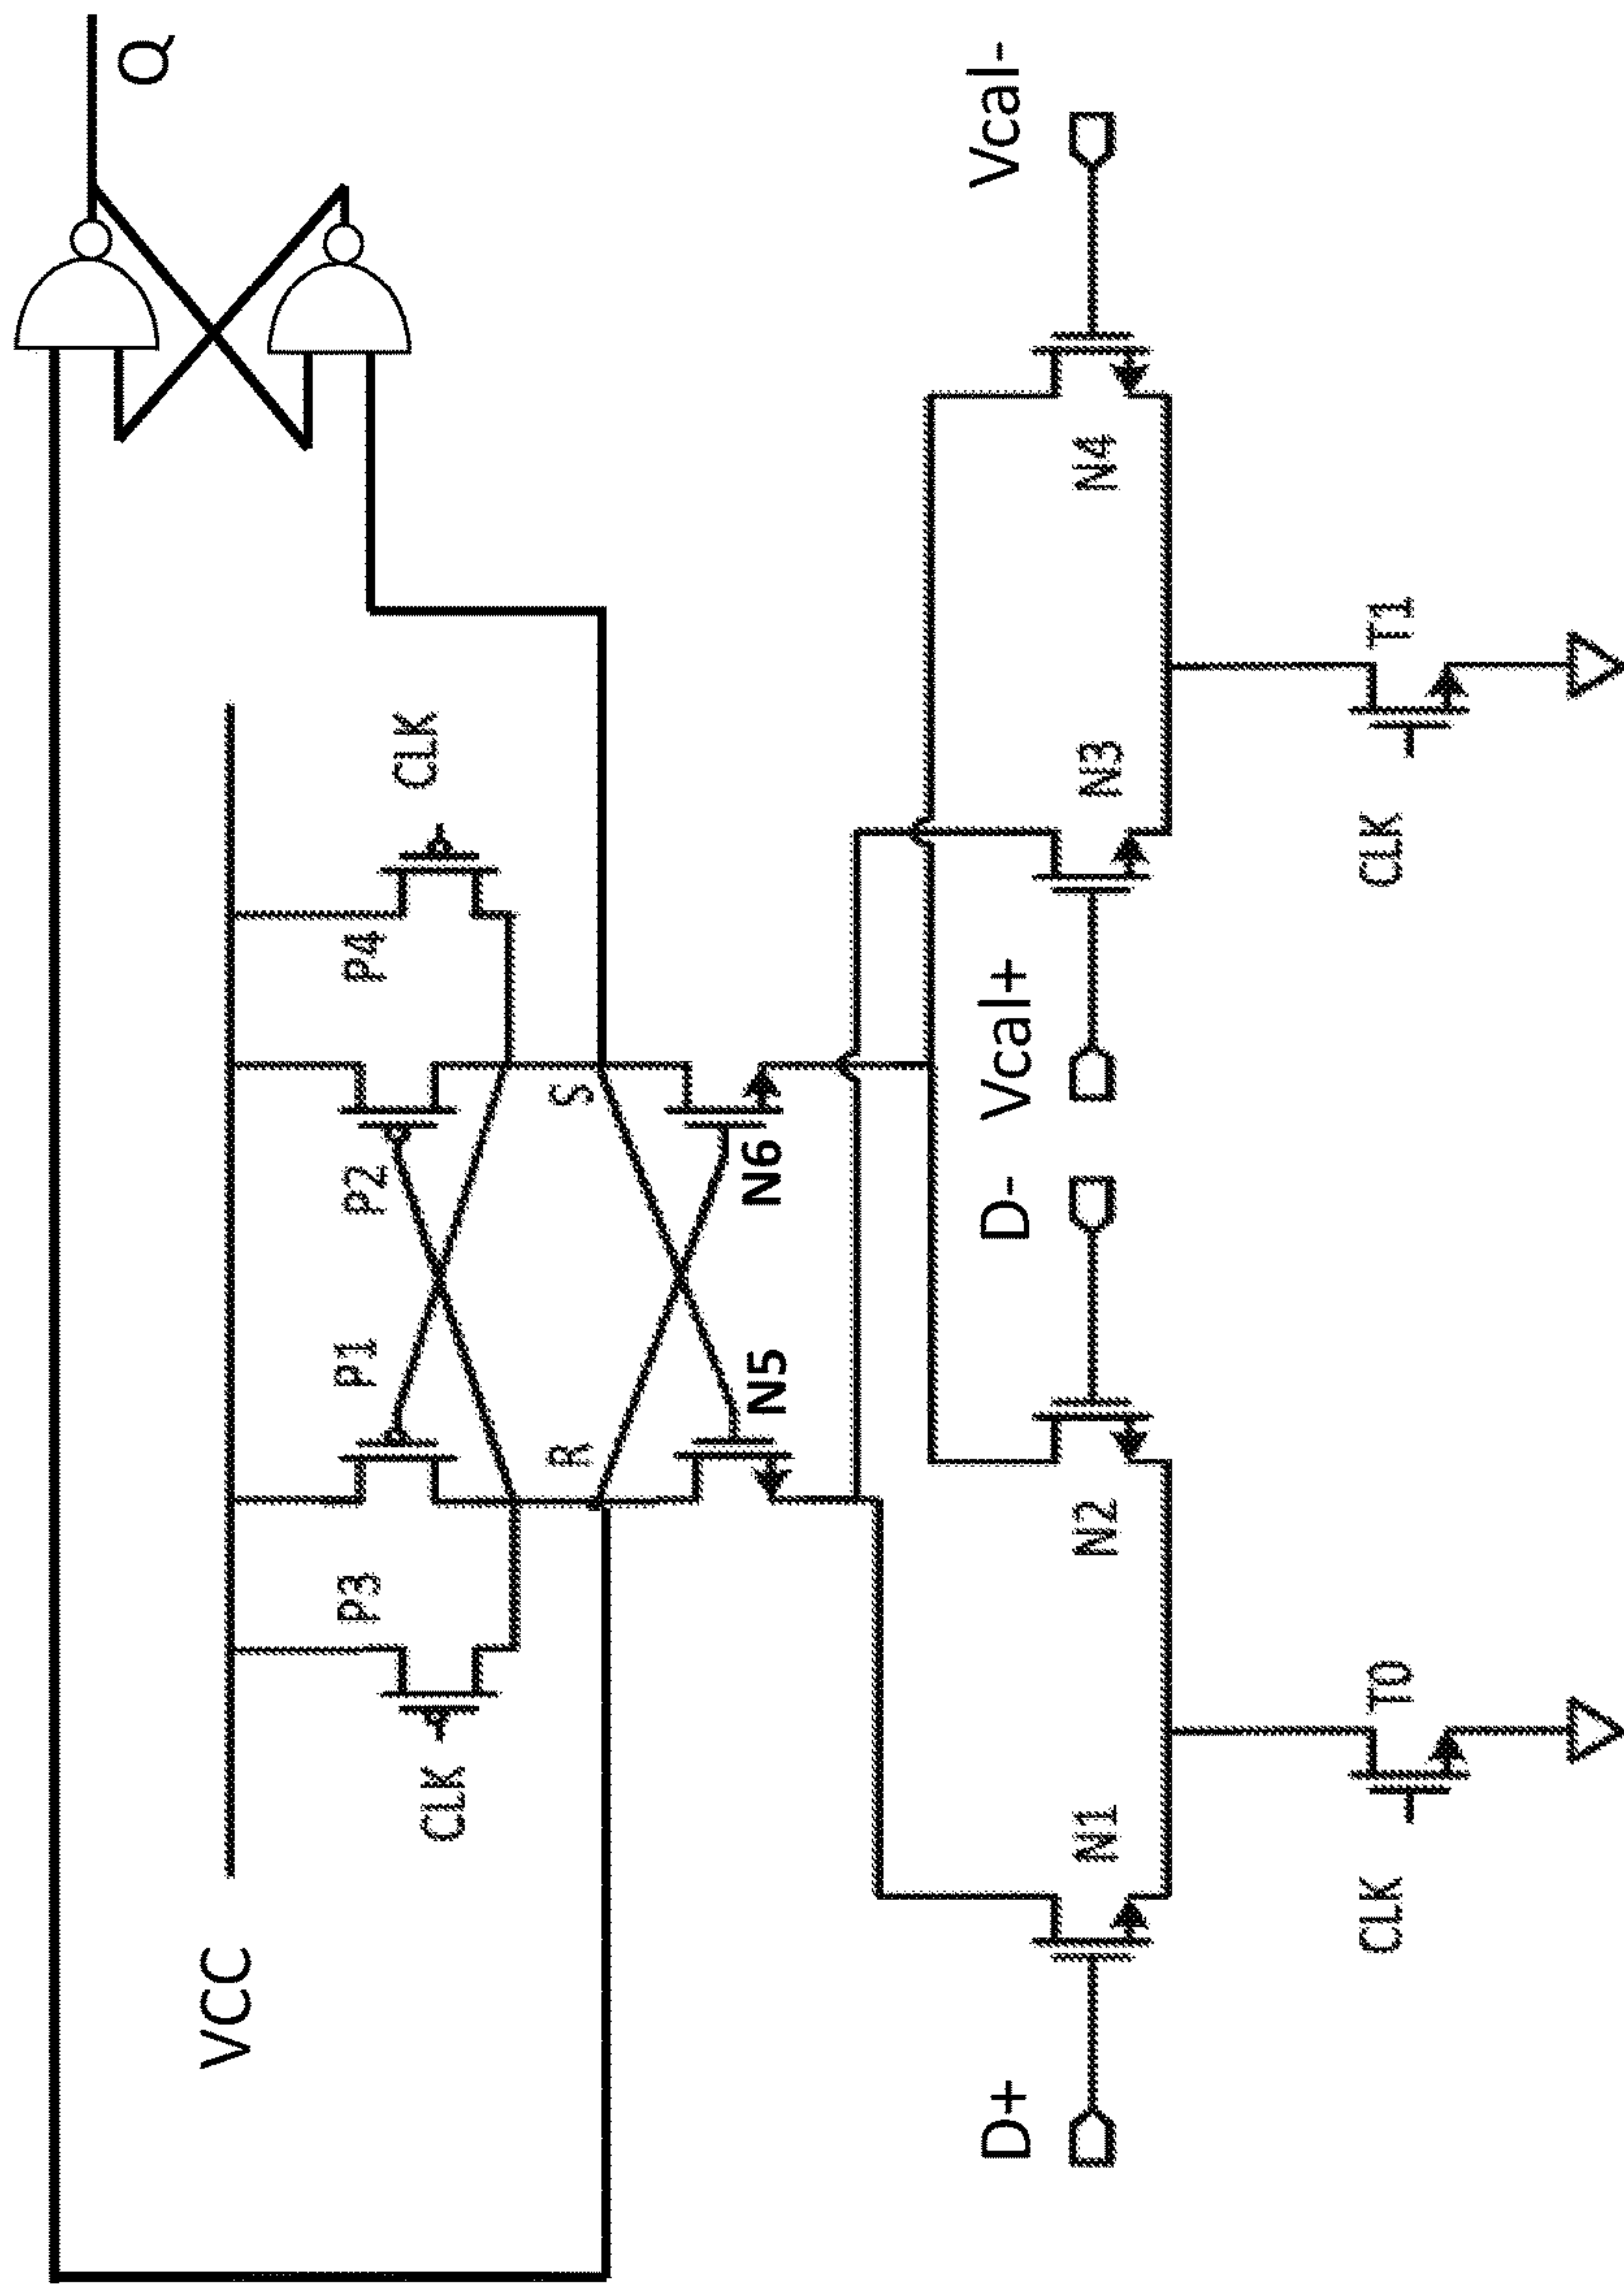 Q
VCC
P3
P1
P2
P4
CLK
CLK
R
S
N5
N6
D+
D-
Vcal+
Vcal-
N1
N2
N3
N4
CLK
T0
CLK
T1